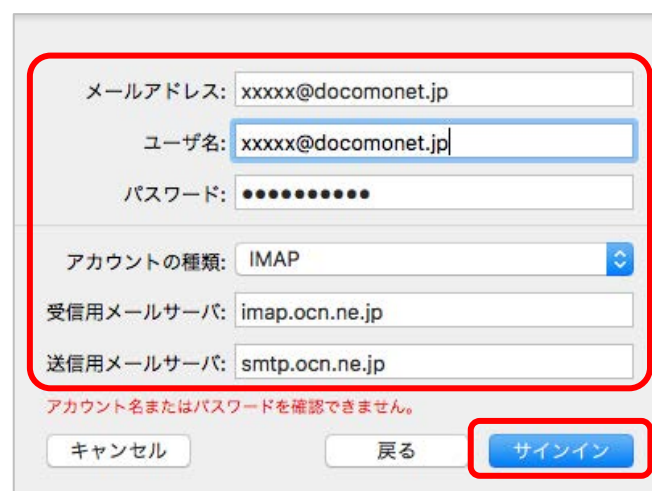 メールアドレス: xxxxx@docomonet.jp
ユーザ名: xxxxx@docomonet.jp
パスワード: ●●●●●●●●●●
アカウントの種類: IMAP
受信用メールサーバ: imap.ocn.ne.jp
送信用メールサーバ: smtp.ocn.ne.jp
アカウント名またはパスワードを確認できません。
キャンセル 戻る サインイン